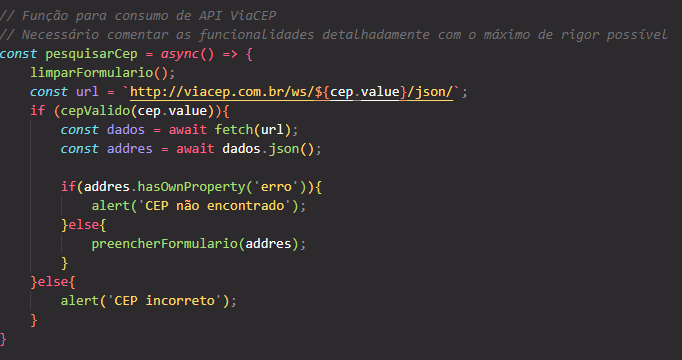 // Função para consumo de API ViaCEP
// Necessário comentar as funcionalidades detalhadamente com o máximo de rigor possível
const pesquisarCep = async() => {
    limparFormulario();
    const url = `http://viacep.com.br/ws/${cep.value}/json/`;
    if (cepValido(cep.value)){
        const dados = await fetch(url);
        const addres = await dados.json();

        if(addres.hasOwnProperty('erro')){
            alert('CEP não encontrado');
        }else{
            preencherFormulario(addres);
        }
    }else{
        alert('CEP incorreto');
    }
}